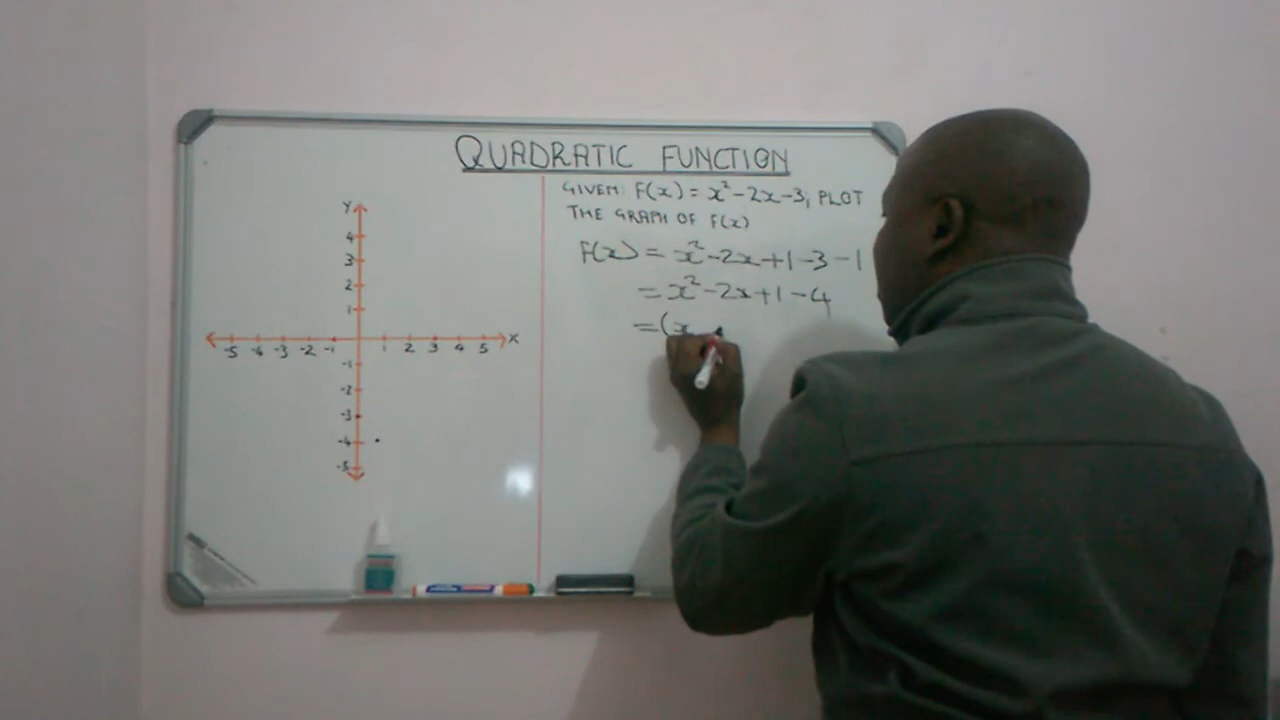 QUADRATIC FUNCTION
GIVEN: F(x) = x² - 2x - 3; PLOT
THE GRAPH OF F(x)
F(x) = x² - 2x + 1 - 3 - 1
= x² - 2x + 1 - 4
= (x
Y
4
3
2
1
-5 -4 -3 -2 -1 1 2 3 4 5 X
-1
-2
-3
-4
-5